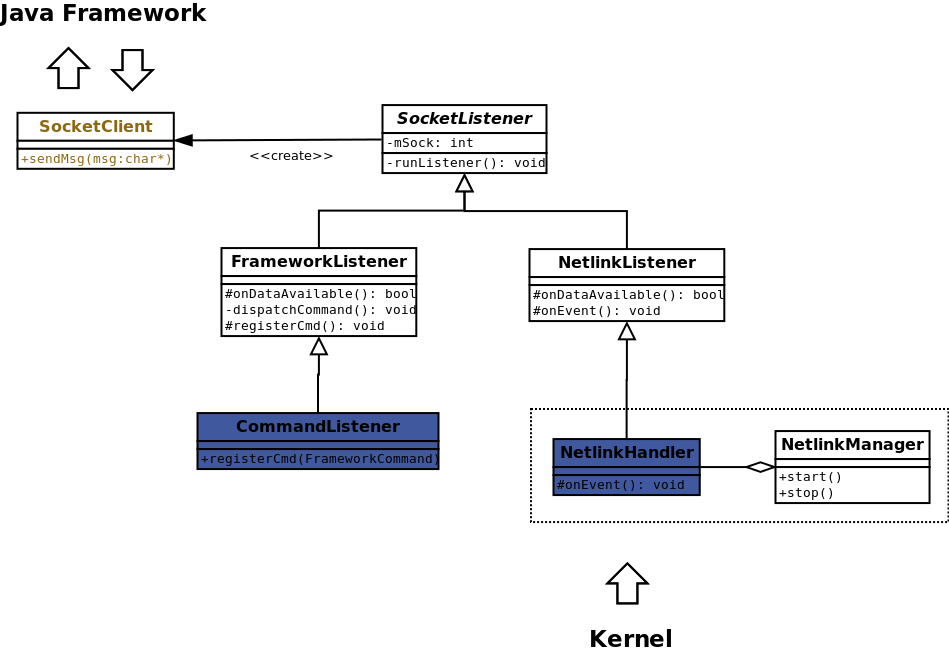 Java Framework
SocketClient
+sendMsg(msg:char*)
<<create>>
SocketListener
-mSock: int
-runListener(): void
FrameworkListener
#onDataAvailable(): bool
-dispatchCommand(): void
#registerCmd(): void
NetlinkListener
#onDataAvailable(): bool
#onEvent(): void
CommandListener
+registerCmd(FrameworkCommand)
NetlinkHandler
#onEvent(): void
NetlinkManager
+start()
+stop()
Kernel